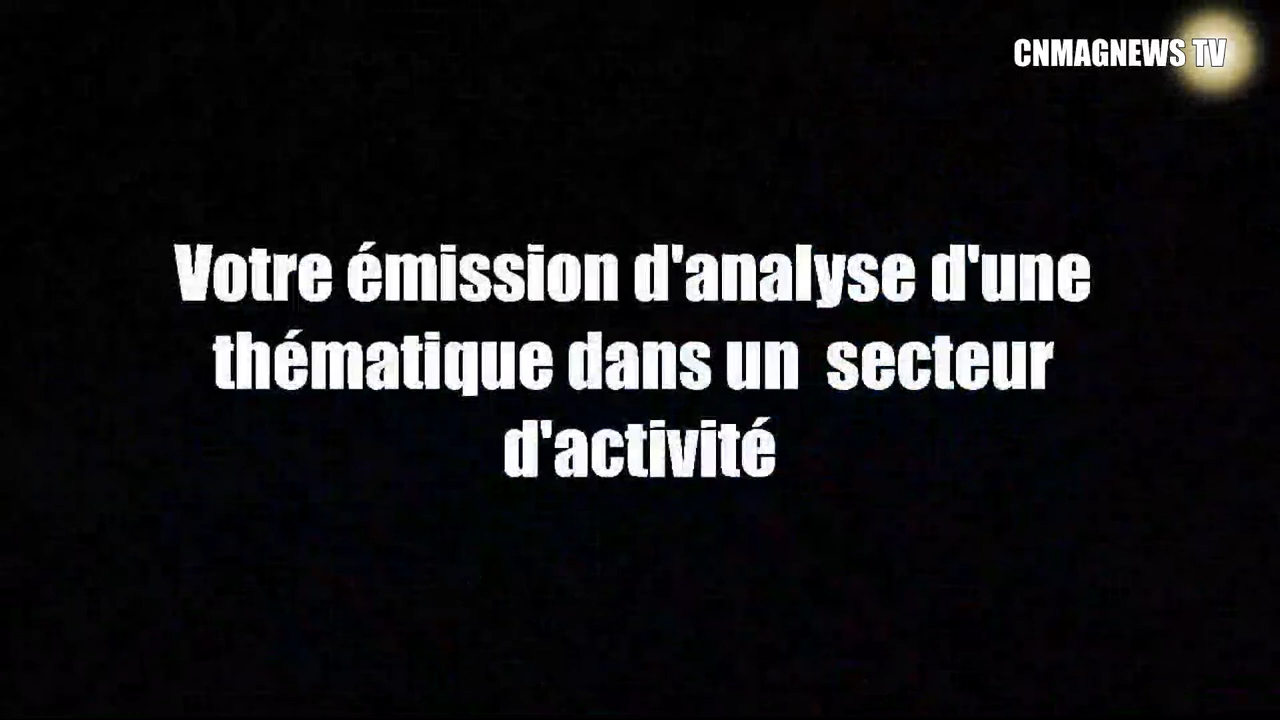 CNMAGNEWS TV
Votre émission d'analyse d'une
thématique dans un  secteur
d'activité